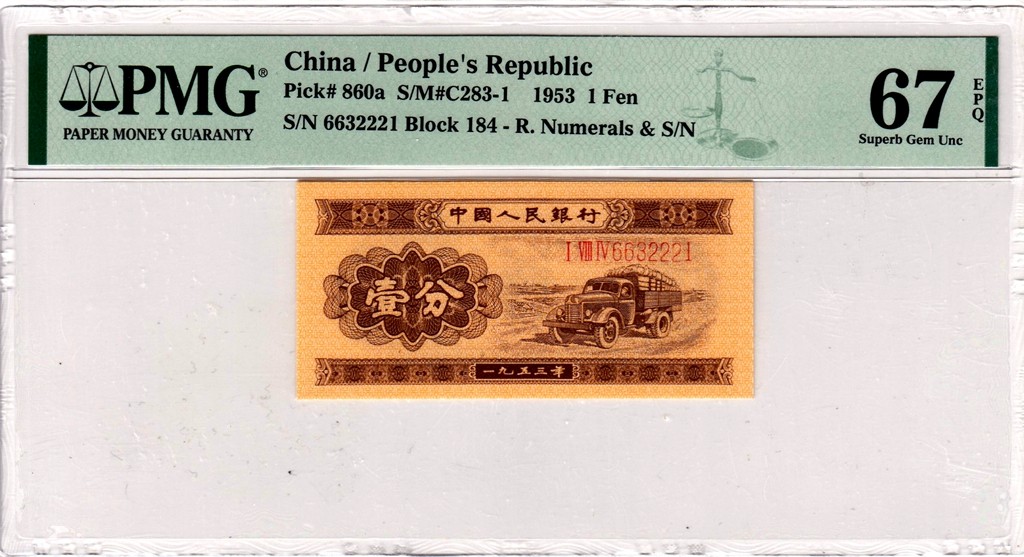 PMG®
PAPER MONEY GUARANTY
China / People's Republic
Pick# 860a S/M#C283-1 1953 1 Fen
S/N 6632221 Block 184 - R. Numerals & S/N
67
EPQ
Superb Gem Unc
中國人民銀行
I VIII IV 6632221
壹分
一九五三年